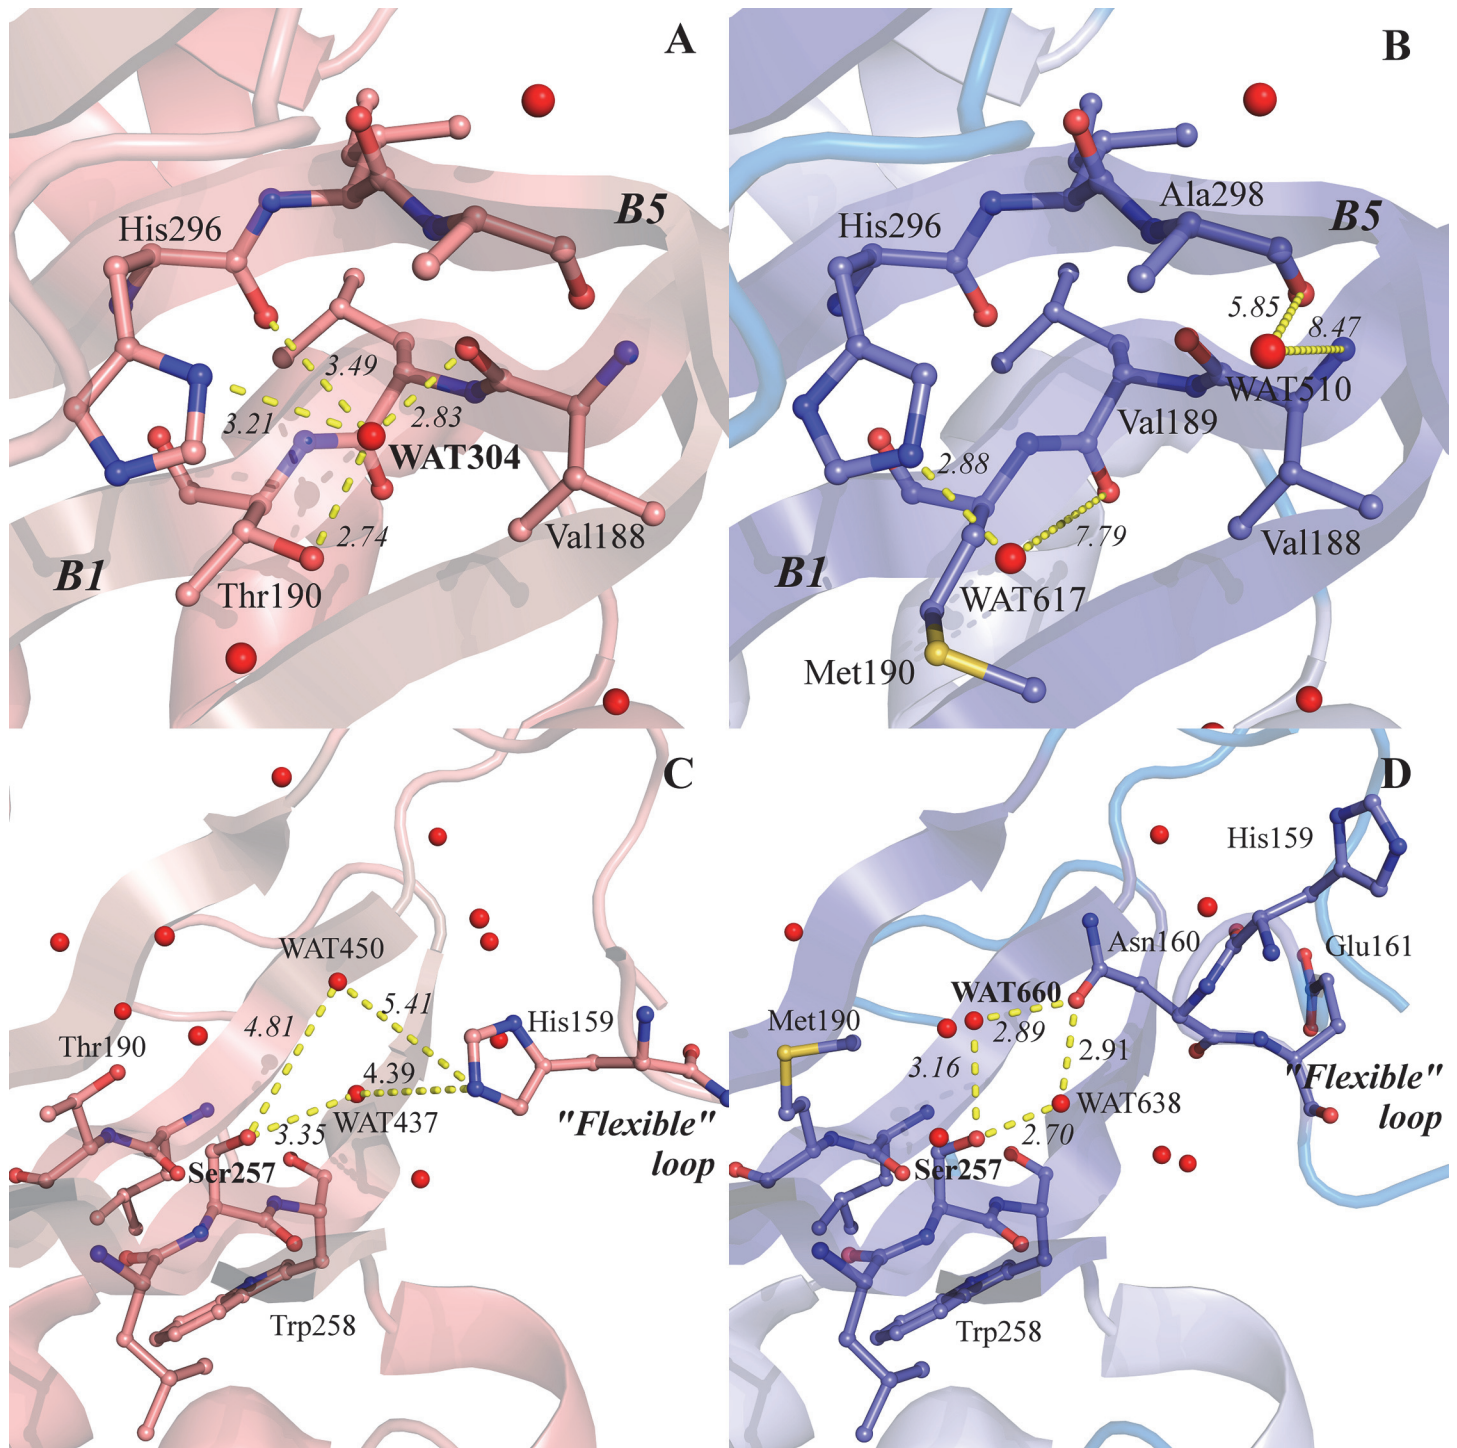 A
His296
B5
3.49
3.21
2.83
WAT304
2.74
Val188
B1
Thr190
B
Ala298
His296
B5
5.85
8.47
WAT510
Val189
2.88
7.79
Val188
B1
WAT617
Met190
C
WAT450
5.41
4.81
His159
Thr190
4.39
WAT437
3.35
"Flexible"
loop
Ser257
Trp258
D
His159
Asn160
Glu161
WAT660
Met190
2.89
2.91
3.16
"Flexible"
loop
WAT638
2.70
Ser257
Trp258